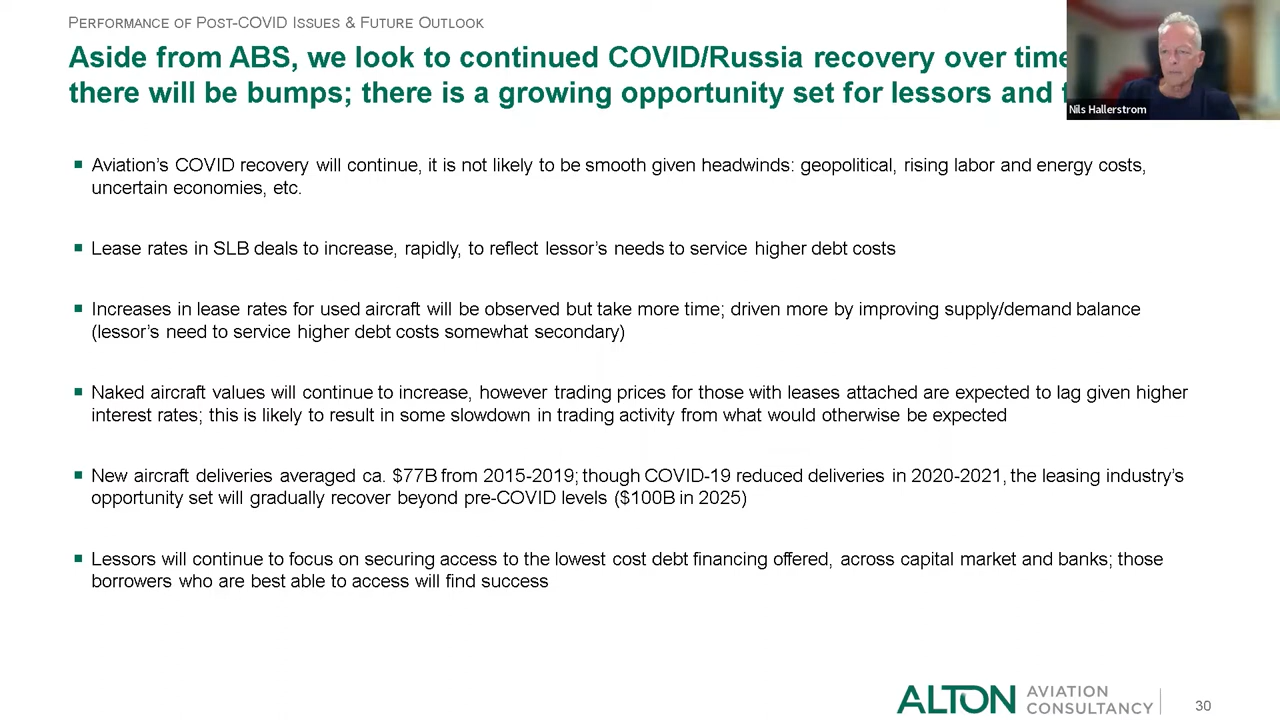 PERFORMANCE OF POST-COVID ISSUES & FUTURE OUTLOOK
Aside from ABS, we look to continued COVID/Russia recovery over time
there will be bumps; there is a growing opportunity set for lessors and
Nils Hallerstrom
Aviation's COVID recovery will continue, it is not likely to be smooth given headwinds: geopolitical, rising labor and energy costs,
uncertain economies, etc.
Lease rates in SLB deals to increase, rapidly, to reflect lessor's needs to service higher debt costs
Increases in lease rates for used aircraft will be observed but take more time; driven more by improving supply/demand balance
(lessor's need to service higher debt costs somewhat secondary)
Naked aircraft values will continue to increase, however trading prices for those with leases attached are expected to lag given higher
interest rates; this is likely to result in some slowdown in trading activity from what would otherwise be expected
New aircraft deliveries averaged ca. $77B from 2015-2019; though COVID-19 reduced deliveries in 2020-2021, the leasing industry's
opportunity set will gradually recover beyond pre-COVID levels ($100B in 2025)
Lessors will continue to focus on securing access to the lowest cost debt financing offered, across capital market and banks; those
borrowers who are best able to access will find success
ALTON AVIATION
CONSULTANCY
30